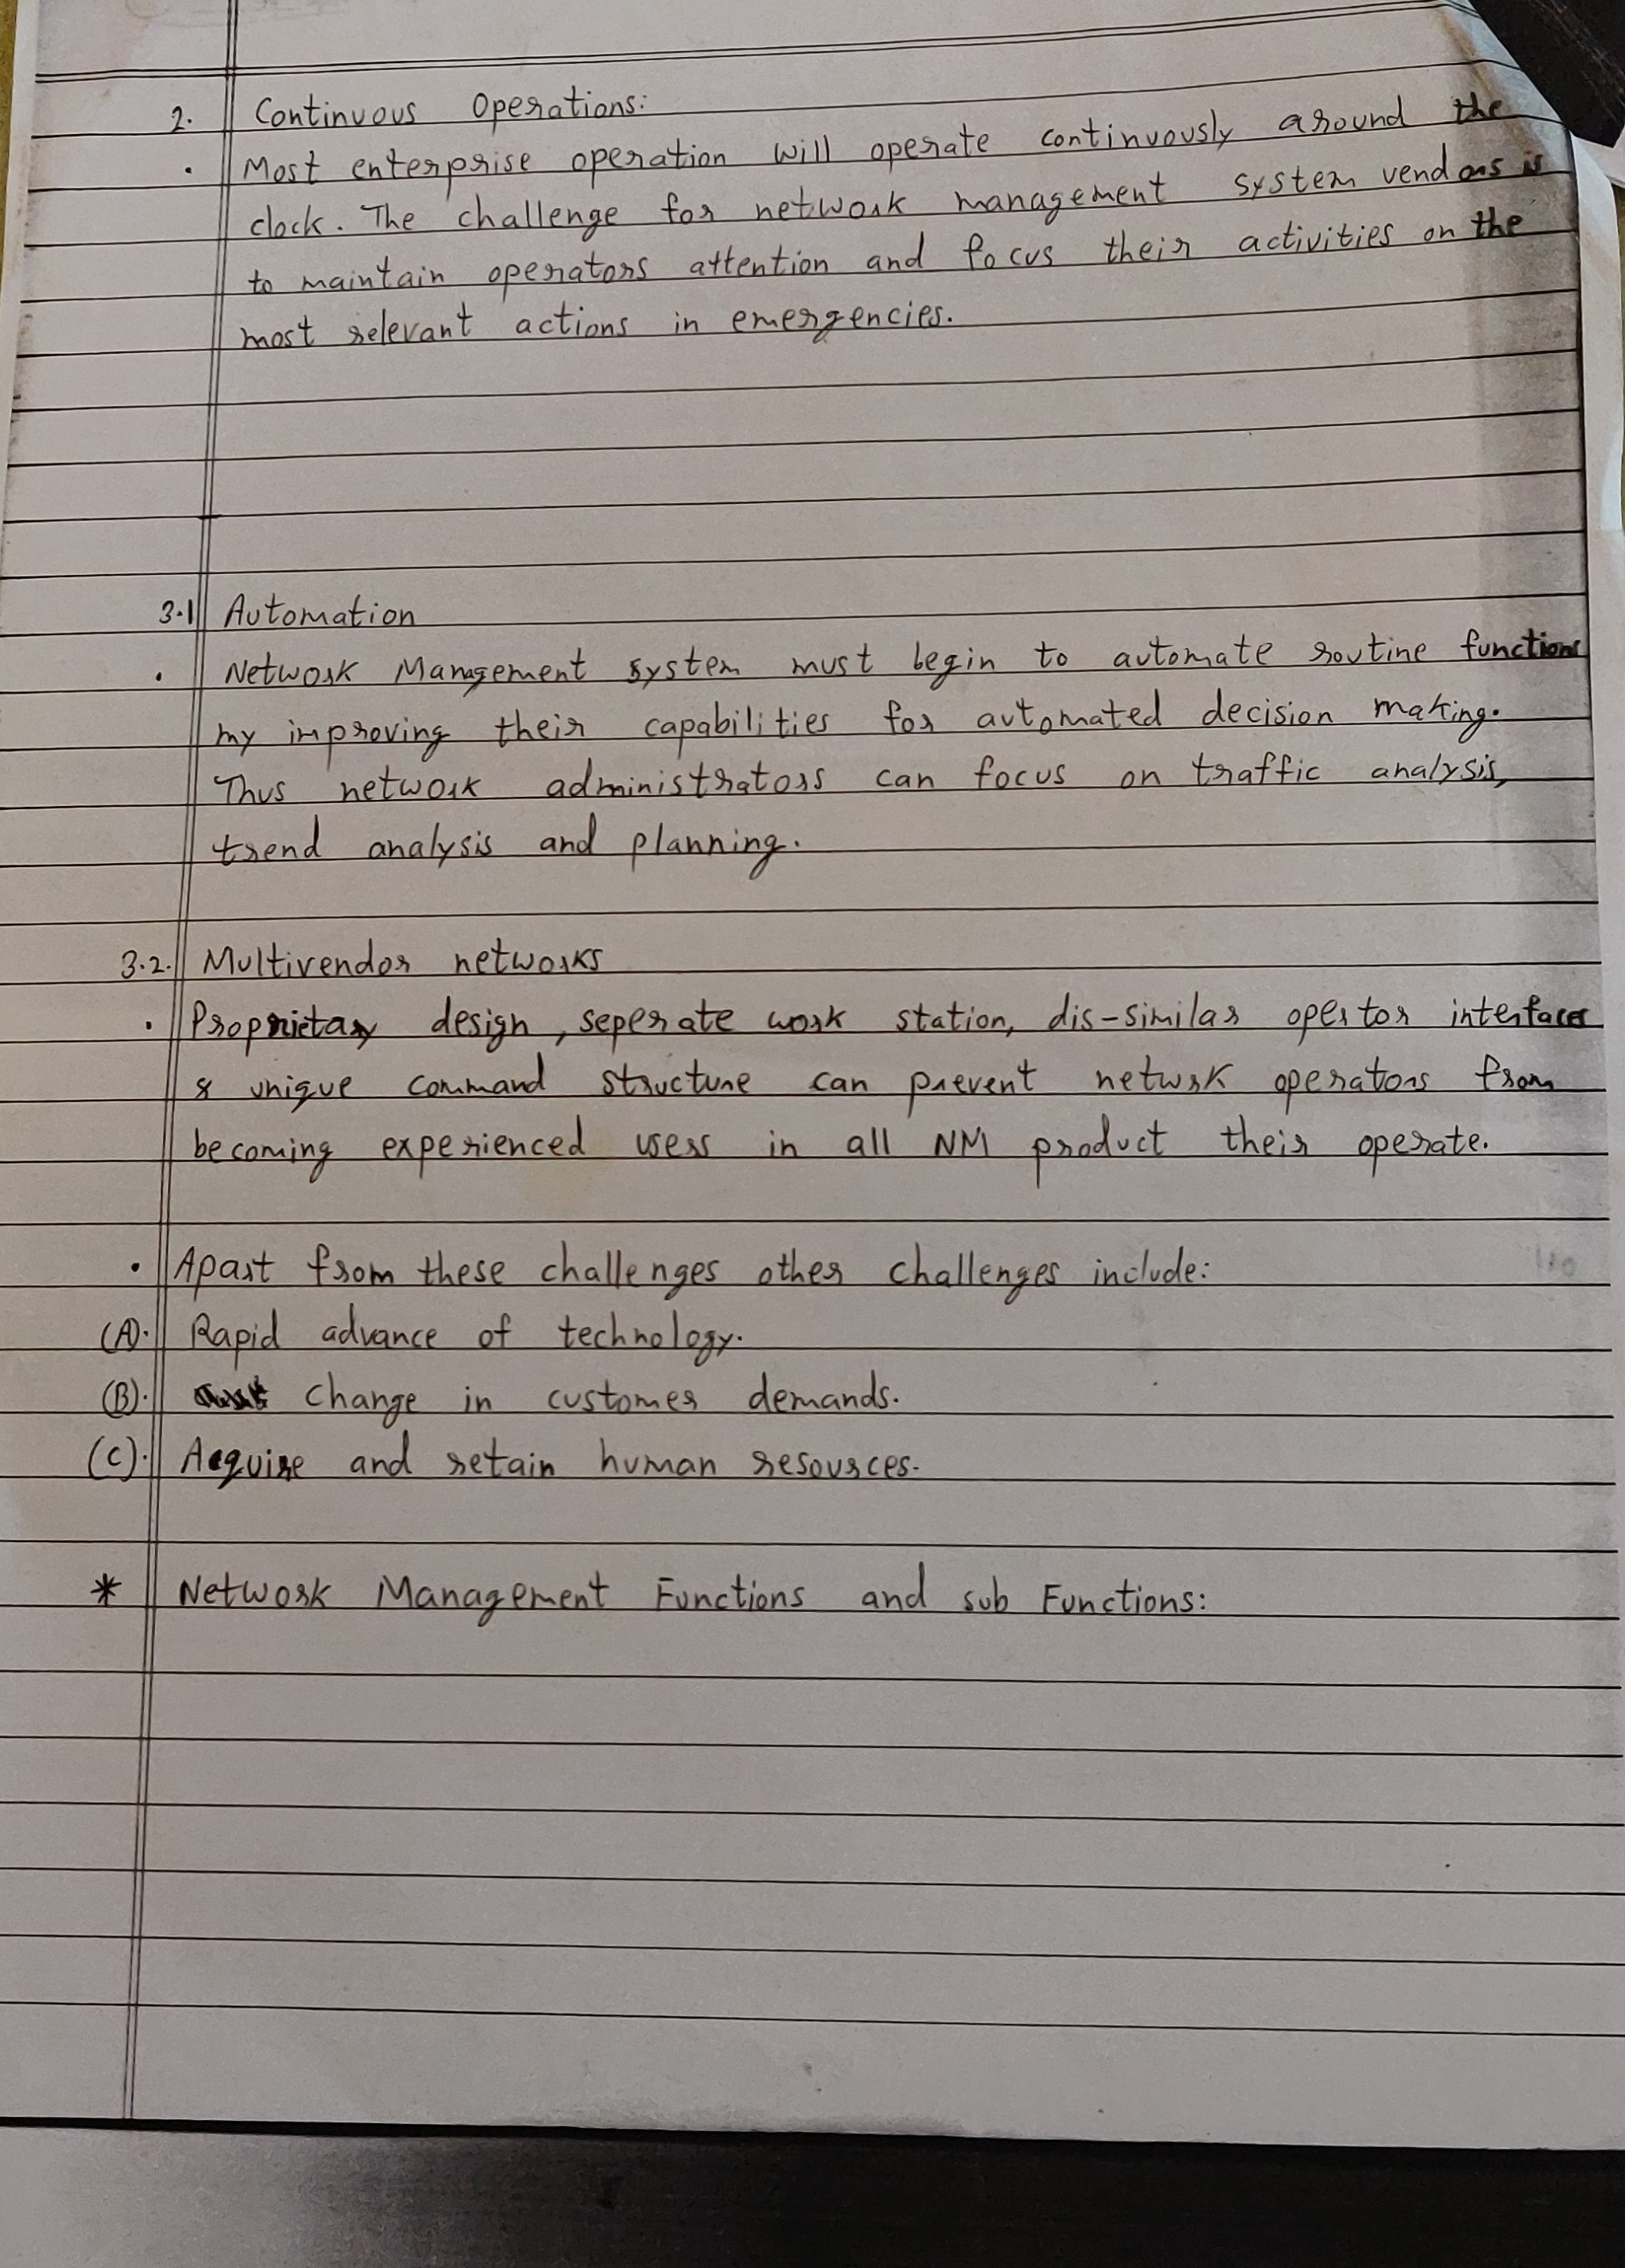 2. Continuous Operations:
• Most enterprise operation will operate continuously around the
clock. The challenge for network management system vendors is
to maintain operators attention and focus their activities on the
most relevant actions in emergencies.
3.1 Automation
• Network Management system must begin to automate routine functions
my improving their capabilities for automated decision making.
Thus network administrators can focus on traffic analysis,
trend analysis and planning.
3.2. Multivendor networks
• Proprietary design, seperate work station, dis-similar opertor interfaces
& unique command structure can prevent netwrk operators from
becoming experienced users in all NM product their operate.
• Apart from these challenges other challenges include:
(A). Rapid advance of technology.
(B). change in customer demands.
(C). Acquire and retain human resources.
* Network Management Functions and sub Functions: